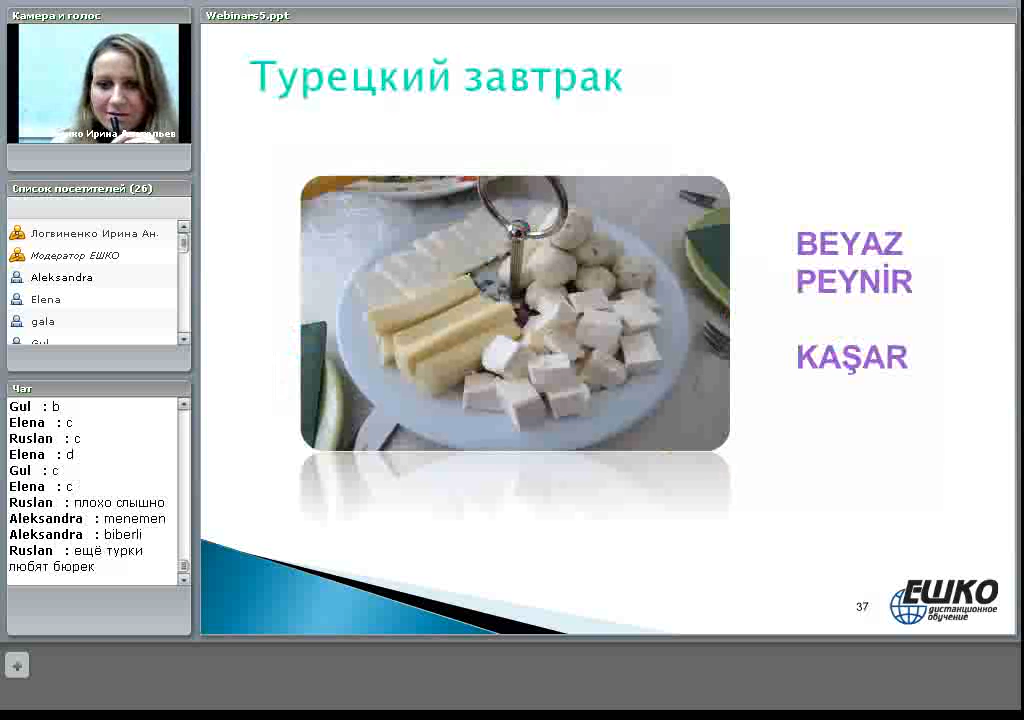 Камера и голос
Ирина
Список посетителей (26)
Логвиненко Ирина Ан.
Модератор ЕШКО
Aleksandra
Elena
gala
Gul
Чат
Gul : b
Elena : c
Ruslan : c
Elena : d
Gul : c
Elena : c
Ruslan : плохо слышно
Aleksandra : menemen
Aleksandra : biberli
Ruslan : ещё турки
любят бюрек
Webinars5.ppt
Турецкий завтрак
BEYAZ
PEYNİR
KAŞAR
37
ЕШКО
дистанционное
обучение